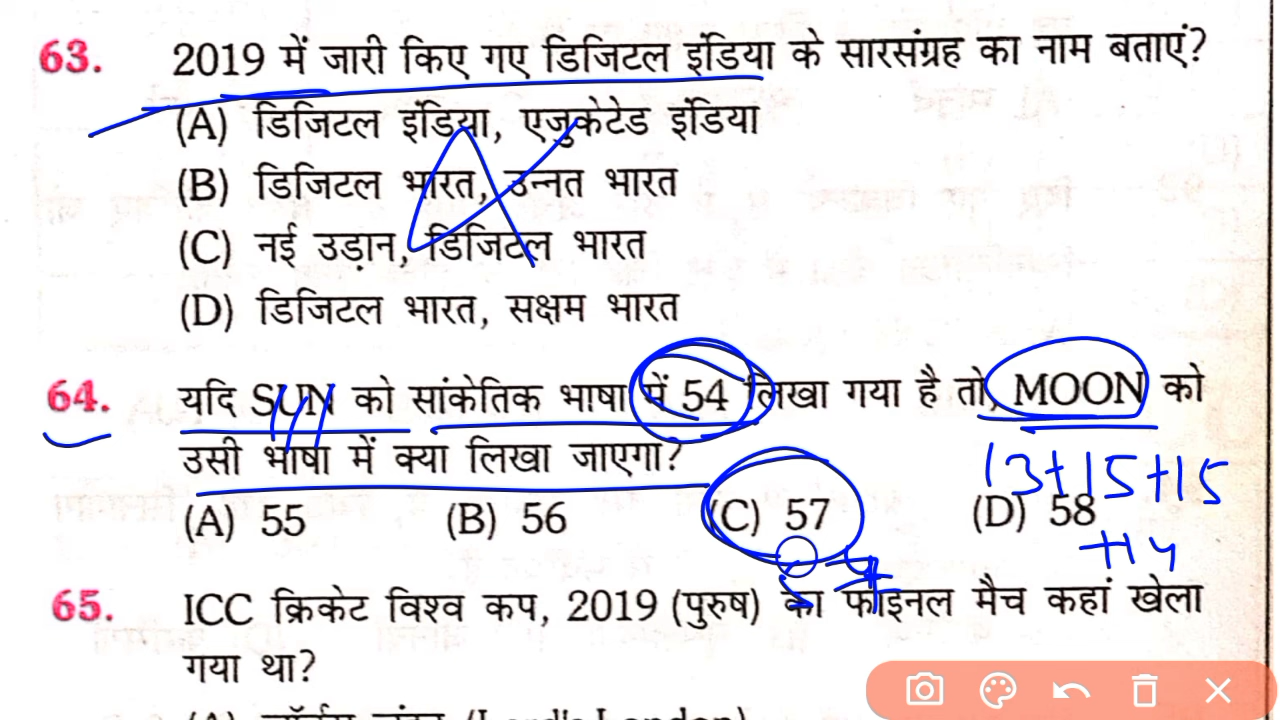 63. 2019 में जारी किए गए डिजिटल इंडिया के सारसंग्रह का नाम बताएं?
(A) डिजिटल इंडिया, एजुकेटेड इंडिया
(B) डिजिटल भारत, उन्नत भारत
(C) नई उड़ान, डिजिटल भारत
(D) डिजिटल भारत, सक्षम भारत
64. यदि SUN को सांकेतिक भाषा में 54 लिखा गया है तो, MOON को
उसी भाषा में क्या लिखा जाएगा?
13+15+15
(A) 55 (B) 56 (C) 57 (D) 58
+14
65. ICC क्रिकेट विश्व कप, 2019 (पुरुष) का फाइनल मैच कहां खेला
गया था?